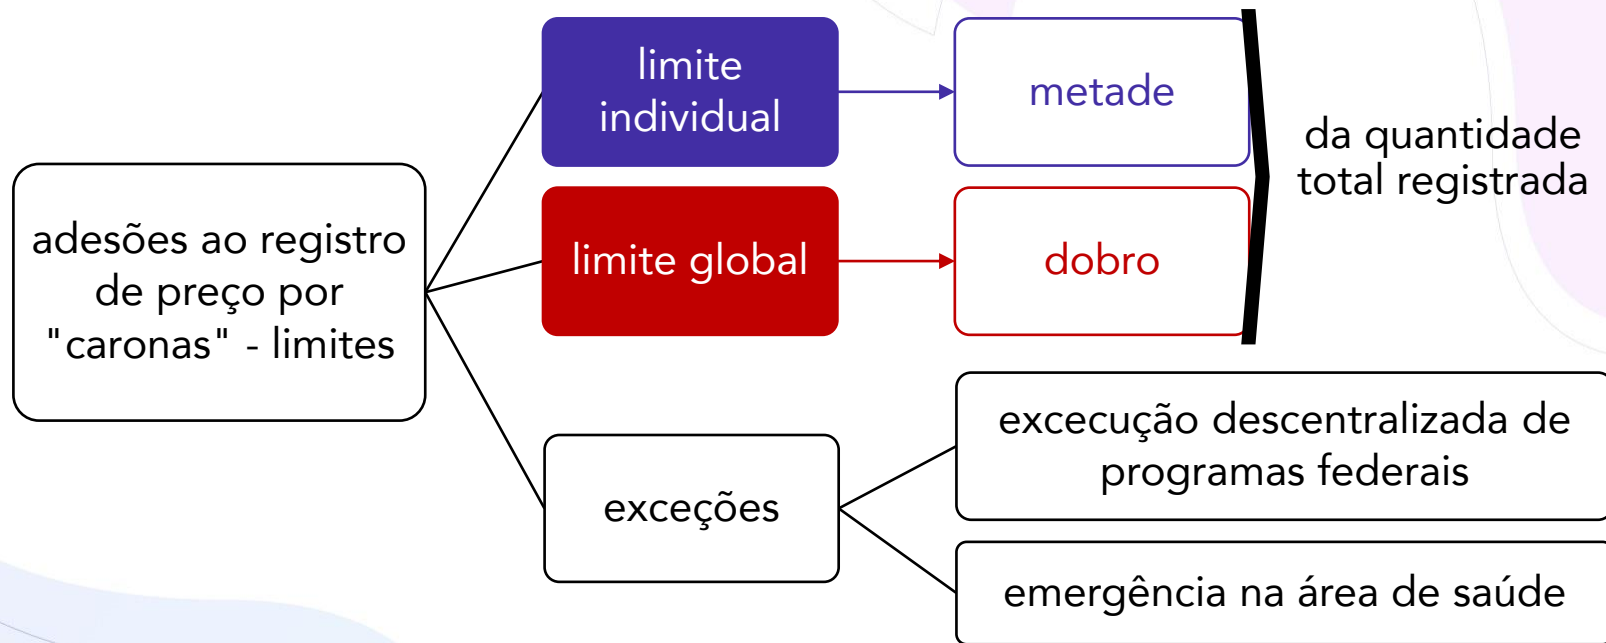 adesões ao registro
de preço por
"caronas" - limites
limite
individual
metade
limite global
dobro
da quantidade
total registrada
exceções
excecução descentralizada de
programas federais
emergência na área de saúde